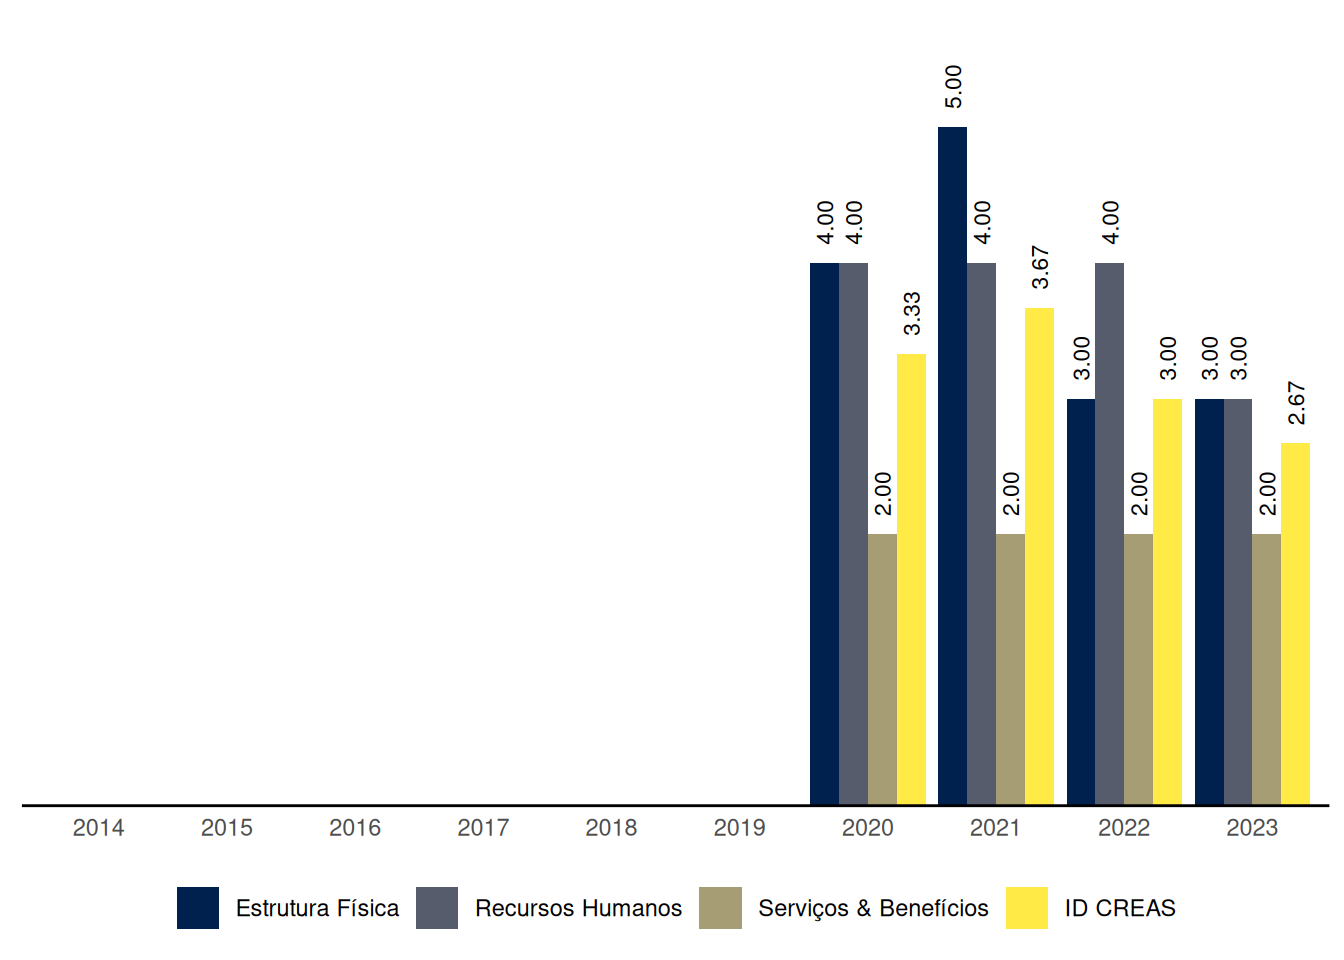 5.00
4.00 4.00 4.00 4.00
3.67
3.33
3.00 3.00 3.00 3.00
2.67
2.00 2.00 2.00 2.00
2014 2015 2016 2017 2018 2019 2020 2021 2022 2023
Estrutura Física Recursos Humanos Serviços & Benefícios ID CREAS